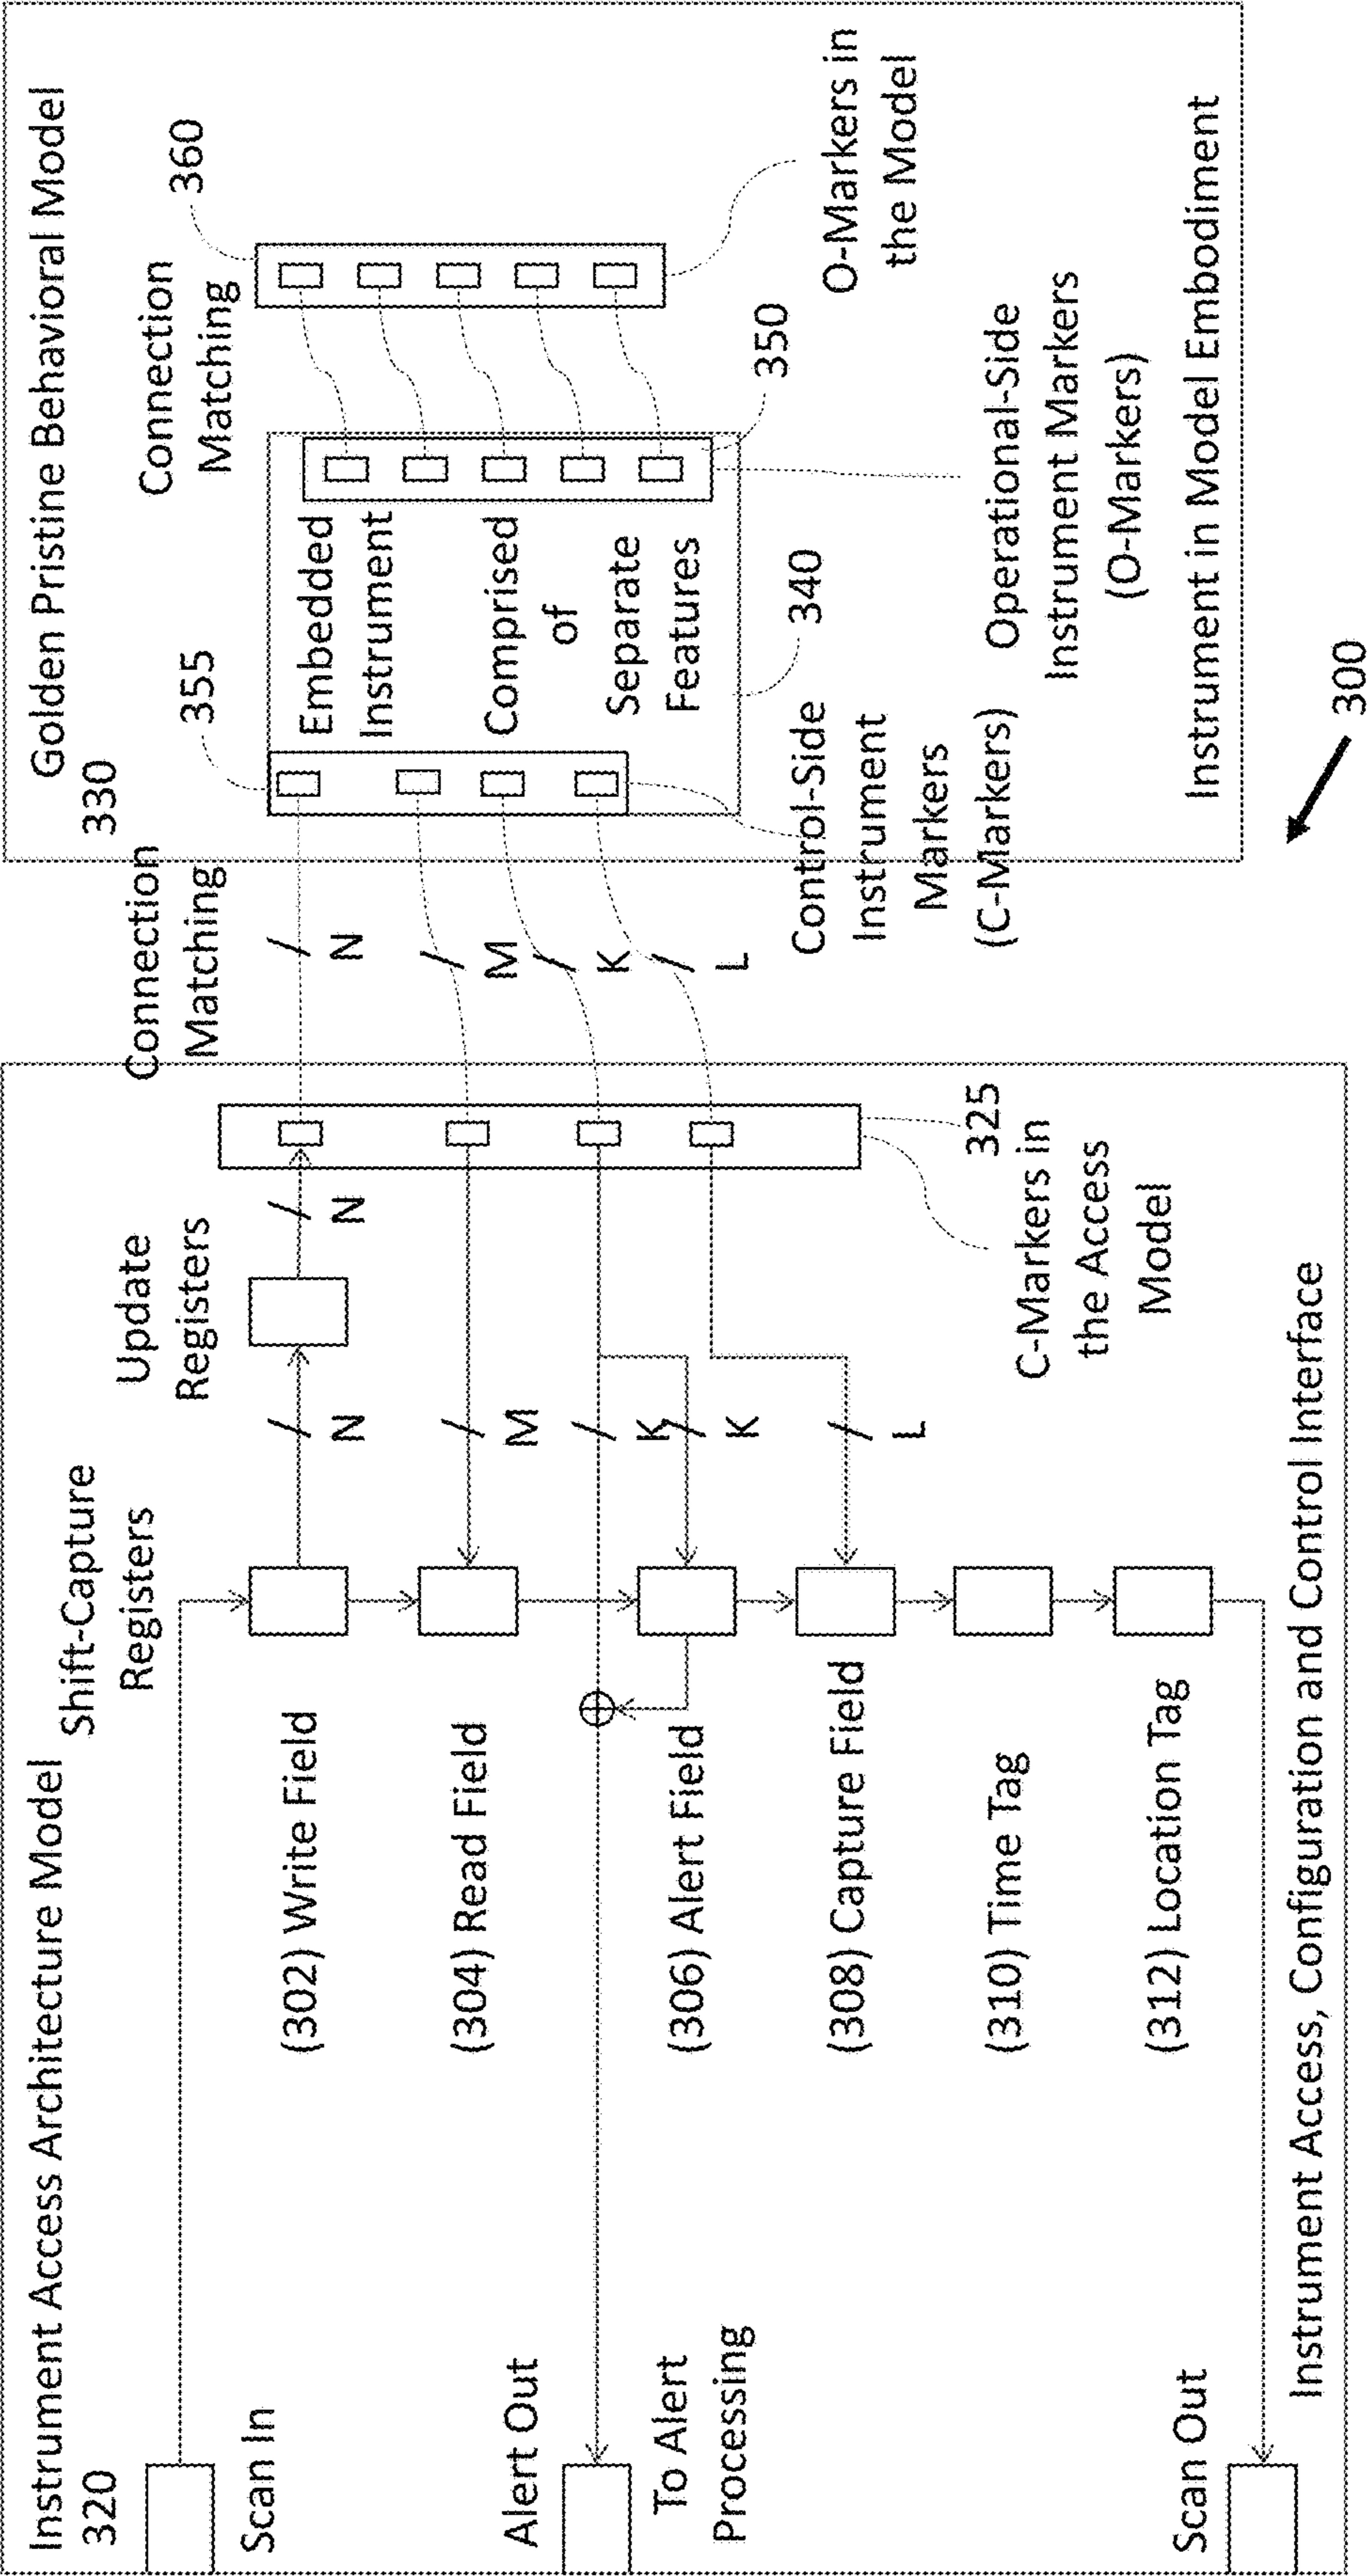 Instrument Access Architecture Model
320
Scan In
Alert Out
To Alert
Processing
Scan Out
Shift-Capture
Registers
(302) Write Field
(304) Read Field
(306) Alert Field
(308) Capture Field
(310) Time Tag
(312) Location Tag
Update
Registers
N
N
M
K
K
L
325
C-Markers in
the Access
Model
Instrument Access, Configuration and Control Interface
Connection
Matching
N
M
K
L
Golden Pristine Behavioral Model
330
355
Embedded
Instrument
Comprised
of
Separate
Features
340
Control-Side
Instrument
Markers
(C-Markers)
Connection
Matching
360
350
O-Markers in
the Model
Operational-Side
Instrument Markers
(O-Markers)
Instrument in Model Embodiment
300